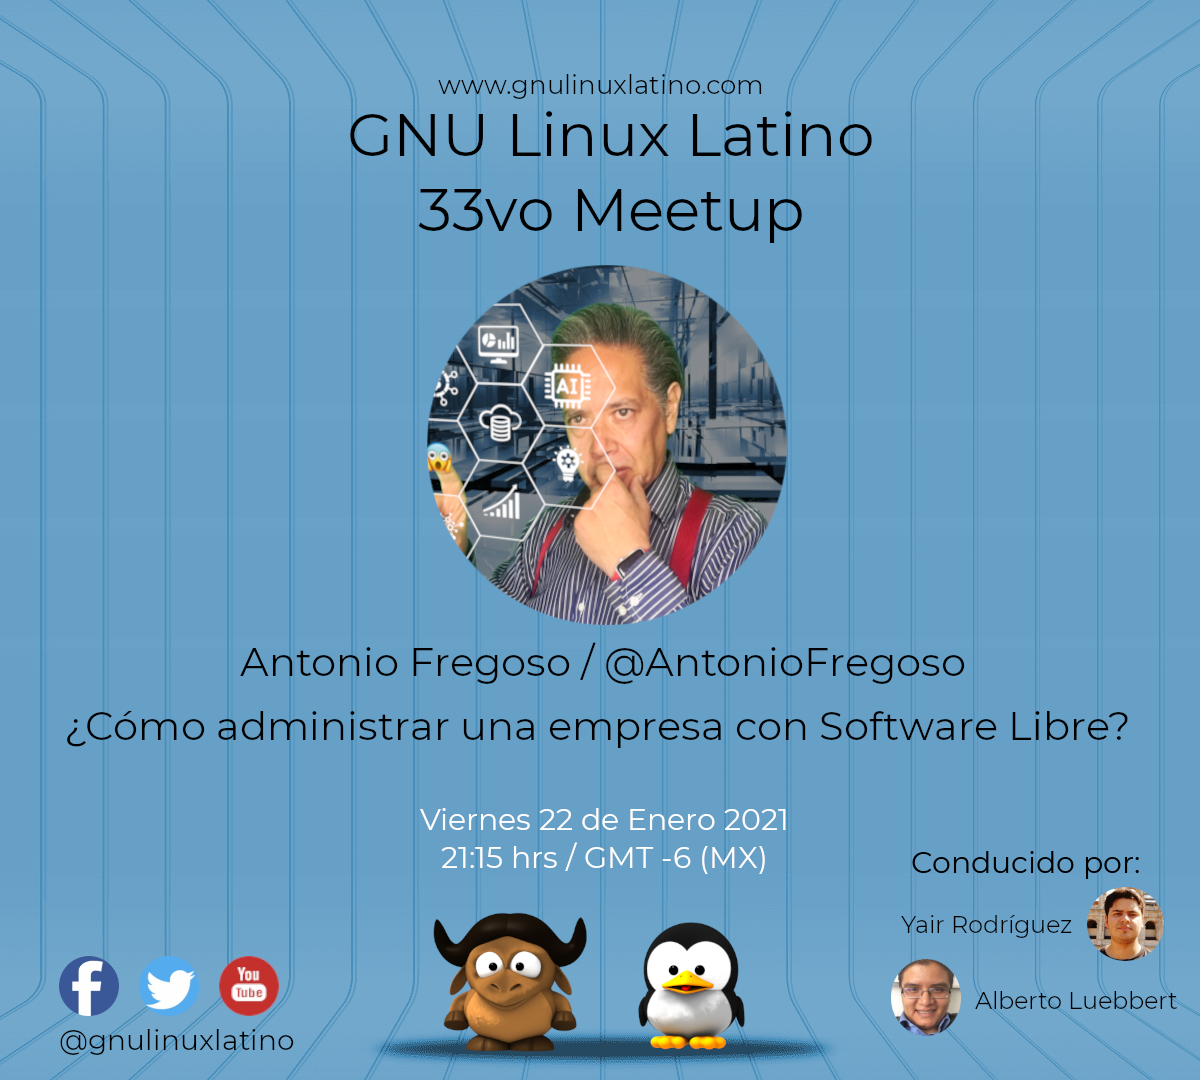 www.gnulinuxlatino.com
GNU Linux Latino
33vo Meetup
AI
Antonio Fregoso / @AntonioFregoso
¿Cómo administrar una empresa con Software Libre?
Viernes 22 de Enero 2021
21:15 hrs / GMT -6 (MX)
Conducido por:
Yair Rodríguez
Alberto Luebbert
You
Tube
@gnulinuxlatino